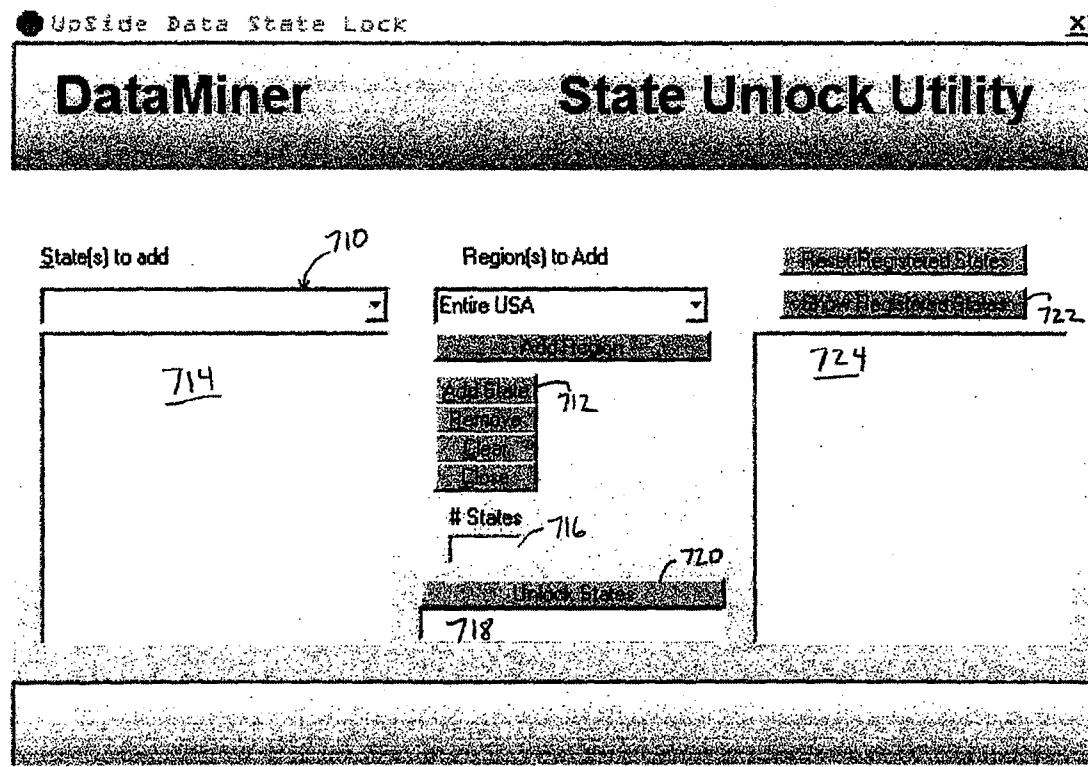 UpSide Data State Lock X
DataMiner State Unlock Utility
State(s) to add 710 Region(s) to Add Reset Registered States
Entire USA Show Registered States 722
714 Add Region 724
Add State 712
Remove
Clear
Close
# States 716
720
Unlock States
718